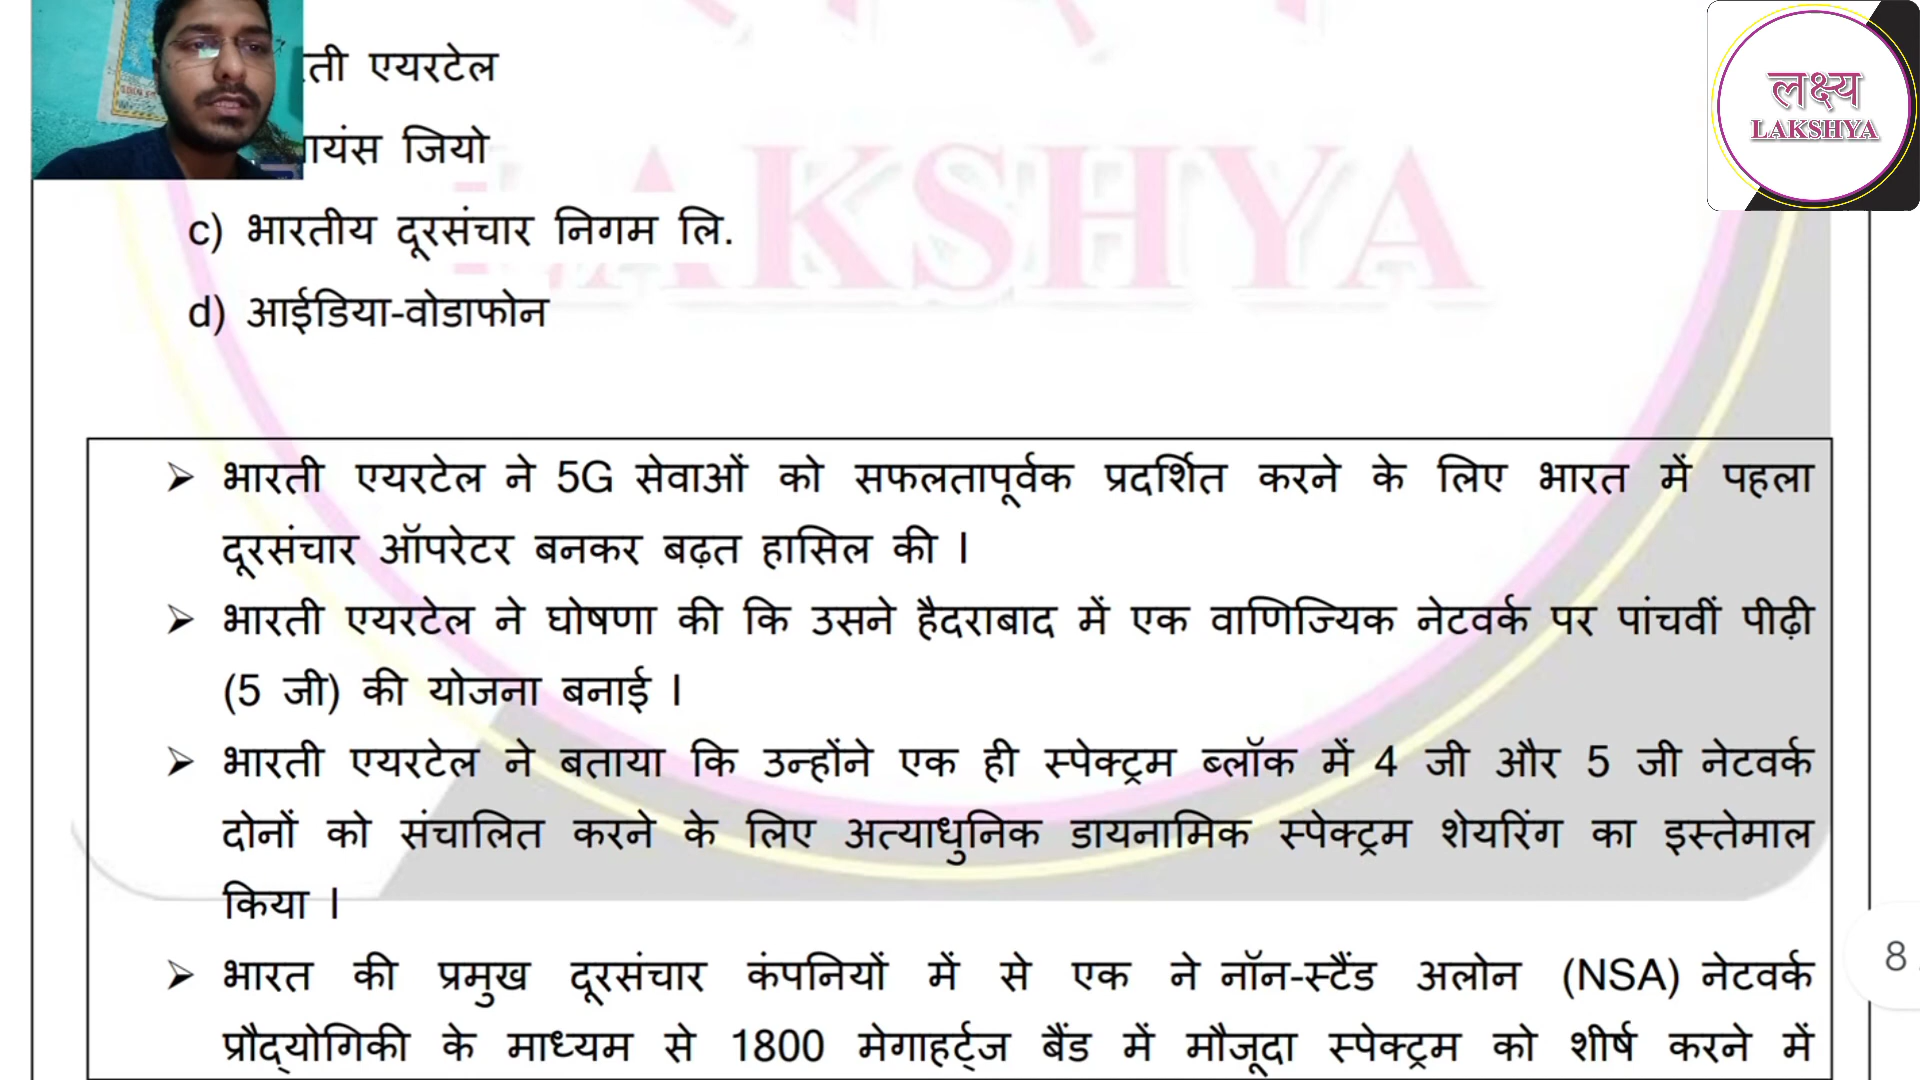 लक्ष्य
LAKSHYA
ती एयरटेल
ायंस जियो
c) भारतीय दूरसंचार निगम लि.
d) आईडिया-वोडाफोन
LAKSHYA
➢ भारती एयरटेल ने 5G सेवाओं को सफलतापूर्वक प्रदर्शित करने के लिए भारत में पहला
दूरसंचार ऑपरेटर बनकर बढ़त हासिल की ।
➢ भारती एयरटेल ने घोषणा की कि उसने हैदराबाद में एक वाणिज्यिक नेटवर्क पर पांचवीं पीढ़ी
(5 जी) की योजना बनाई ।
➢ भारती एयरटेल ने बताया कि उन्होंने एक ही स्पेक्ट्रम ब्लॉक में 4 जी और 5 जी नेटवर्क
दोनों को संचालित करने के लिए अत्याधुनिक डायनामिक स्पेक्ट्रम शेयरिंग का इस्तेमाल
किया ।
➢ भारत की प्रमुख दूरसंचार कंपनियों में से एक ने नॉन-स्टैंड अलोन (NSA) नेटवर्क
प्रौद्योगिकी के माध्यम से 1800 मेगाहर्ट्ज बैंड में मौजूदा स्पेक्ट्रम को शीर्ष करने में
8